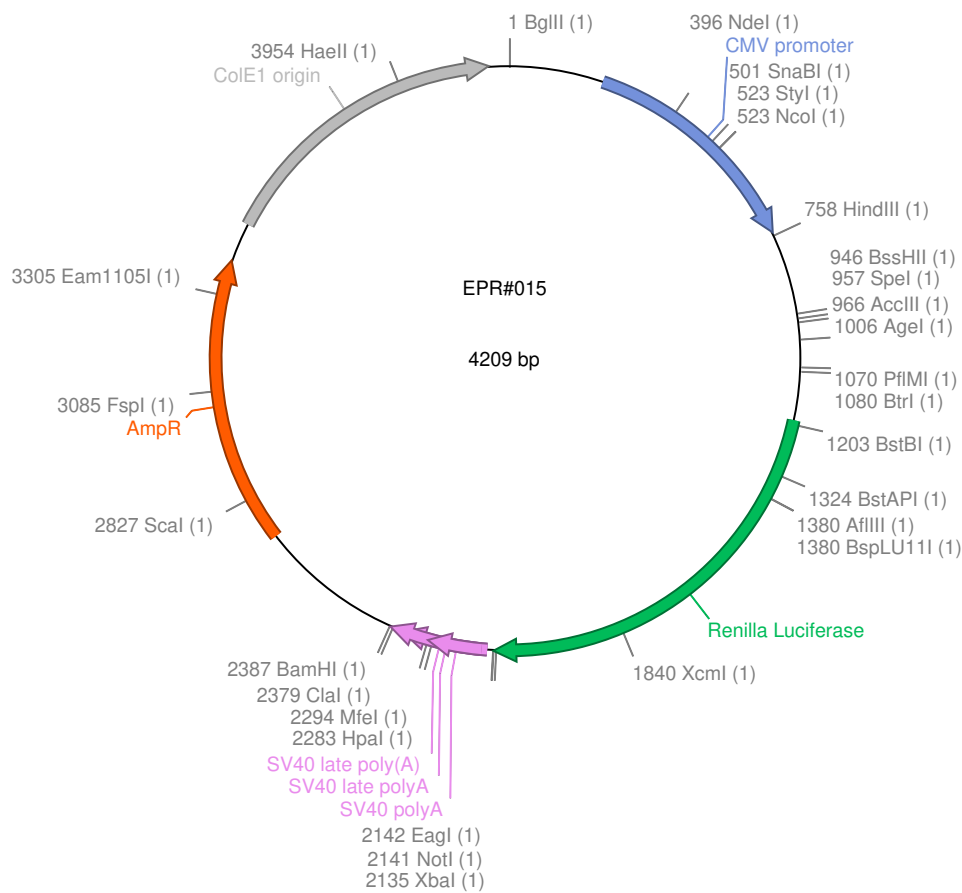 1 BglII (1)
396 NdeI (1)
CMV promoter
501 SnaBI (1)
523 StyI (1)
523 NcoI (1)
758 HindIII (1)
946 BssHII (1)
957 SpeI (1)
966 AccIII (1)
1006 AgeI (1)
1070 PflMI (1)
1080 BtrI (1)
1203 BstBI (1)
1324 BstAPI (1)
1380 AflIII (1)
1380 BspLU11I (1)
Renilla Luciferase
1840 XcmI (1)
EPR#015
4209 bp
3954 HaeII (1)
ColE1 origin
3305 Eam1105I (1)
3085 FspI (1)
AmpR
2827 ScaI (1)
2387 BamHI (1)
2379 ClaI (1)
2294 MfeI (1)
2283 HpaI (1)
SV40 late poly(A)
SV40 late polyA
SV40 polyA
2142 EagI (1)
2141 NotI (1)
2135 XbaI (1)